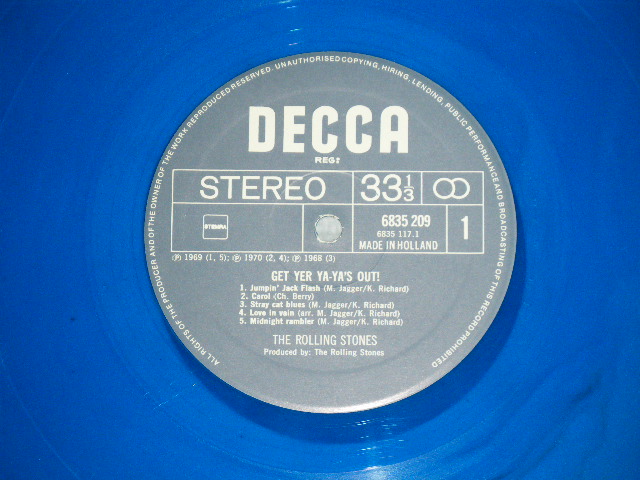 ALL RIGHTS OF THE PRODUCER AND OF THE OWNER OF THE WORK REPRODUCED RESERVED. UNAUTHORISED COPYING, HIRING, LENDING, PUBLIC PERFORMANCE AND BROADCASTING OF THIS RECORD PROHIBITED
DECCA
REG:
STEREO 33 1/3
STEMRA 6835 209 1
6835 117.1
MADE IN HOLLAND
Ⓟ 1969 (1, 5); Ⓟ 1970 (2, 4); Ⓟ 1968 (3)
GET YER YA-YA'S OUT!
1. Jumpin' Jack Flash (M. Jagger/K. Richard)
2. Carol (Ch. Berry)
3. Stray cat blues (M. Jagger/K. Richard)
4. Love in vain (arr. M. Jagger/K. Richard)
5. Midnight rambler (M. Jagger/K. Richard)
THE ROLLING STONES
Produced by: The Rolling Stones